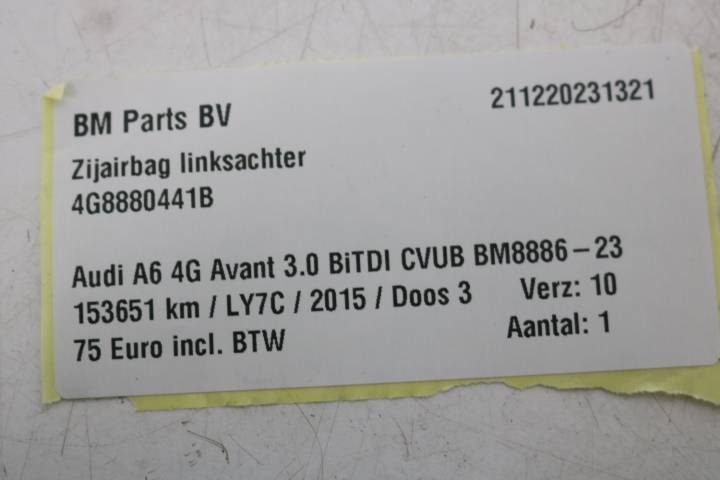 BM Parts BV 211220231321
Zijairbag linksachter
4G8880441B
Audi A6 4G Avant 3.0 BiTDI CVUB BM8886-23
153651 km / LY7C / 2015 / Doos 3 Verz: 10
75 Euro incl. BTW Aantal: 1